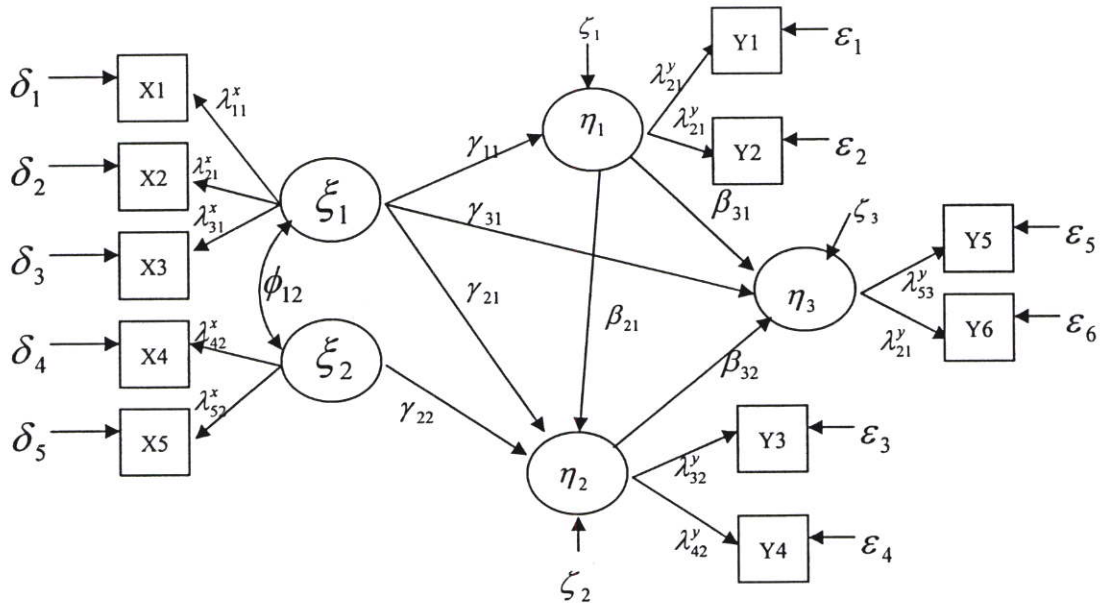 δ₁
X1
λ₁₁ˣ
δ₂
X2
λ₂₁ˣ
δ₃
X3
λ₃₁ˣ
δ₄
X4
λ₄₂ˣ
δ₅
X5
λ₅₂ˣ
ξ₁
ϕ₁₂
ξ₂
γ₁₁
γ₃₁
γ₂₁
γ₂₂
ζ₁
η₁
λ₂₁ʸ
Y1
ε₁
λ₂₁ʸ
Y2
ε₂
β₃₁
β₂₁
β₃₂
ζ₃
η₃
λ₅₃ʸ
Y5
ε₅
λ₂₁ʸ
Y6
ε₆
η₂
ζ₂
λ₃₂ʸ
Y3
ε₃
λ₄₂ʸ
Y4
ε₄